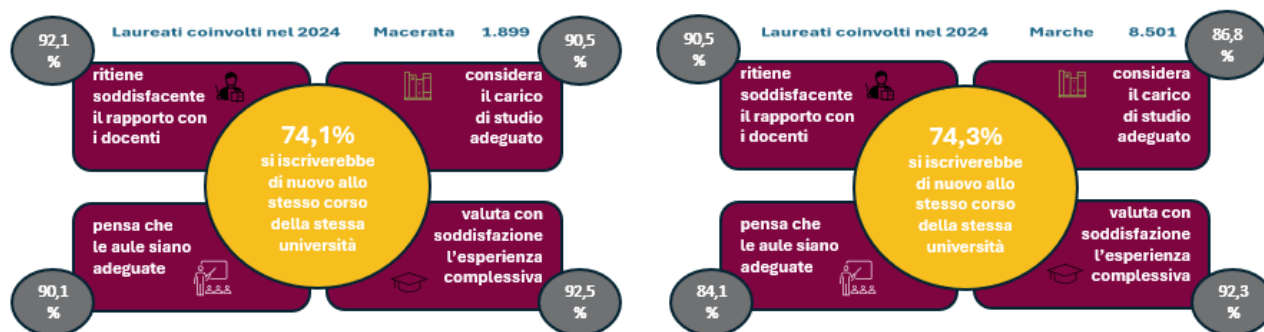 Laureati coinvolti nel 2024 Macerata 1.899
92,1
%
90,5
%
ritiene
soddisfacente
il rapporto con
i docenti
considera
il carico
di studio
adeguato
74,1%
si iscriverebbe
di nuovo allo
stesso corso
della stessa
università
pensa che
le aule siano
adeguate
valuta con
soddisfazione
l'esperienza
complessiva
90,1
%
92,5
%
Laureati coinvolti nel 2024 Marche 8.501
90,5
%
86,8
%
ritiene
soddisfacente
il rapporto con
i docenti
considera
il carico
di studio
adeguato
74,3%
si iscriverebbe
di nuovo allo
stesso corso
della stessa
università
pensa che
le aule siano
adeguate
valuta con
soddisfazione
l'esperienza
complessiva
84,1
%
92,3
%